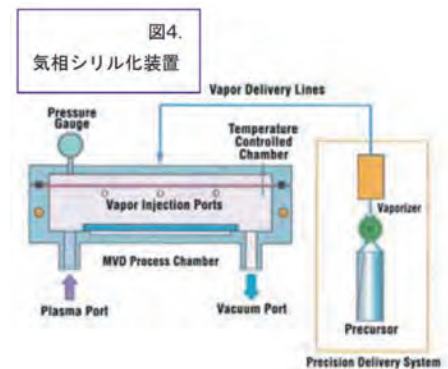 図4.
気相シリル化装置
Vapor Delivery Lines
Pressure
Gauge
Temperature
Controlled
Chamber
Vapor Injection Ports
Vaporizer
MVD Process Chamber
Plasma Port
Vacuum Port
Precursor
Precision Delivery System